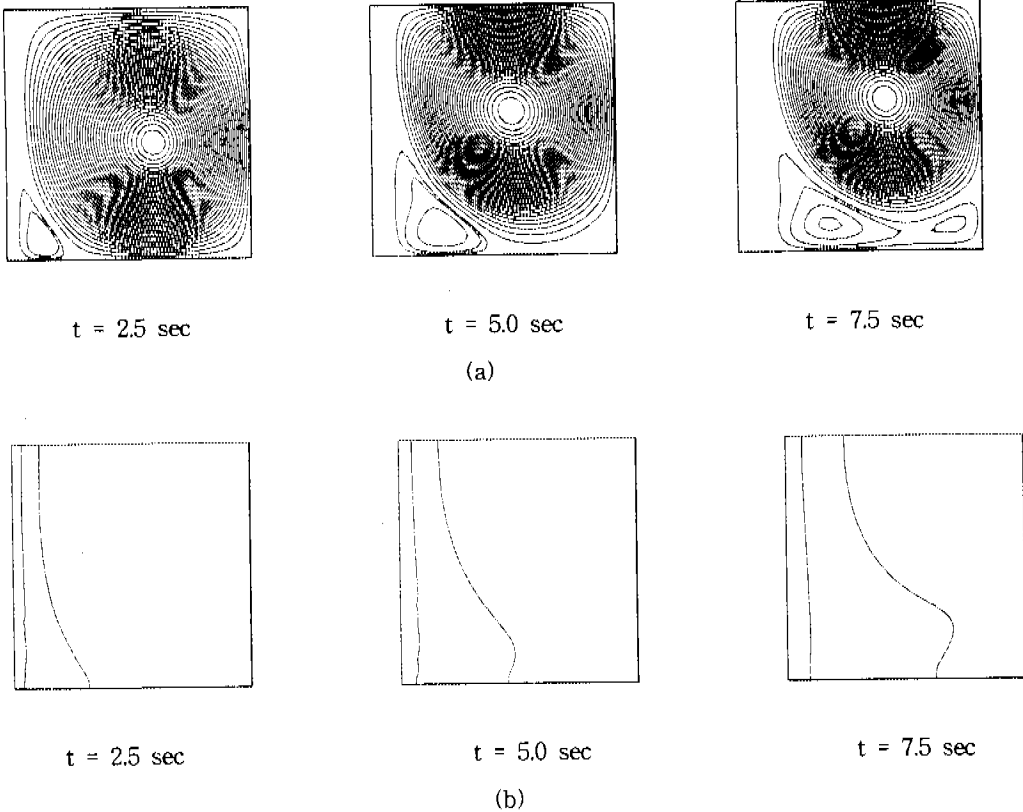 t = 2.5 sec
t = 5.0 sec
t = 7.5 sec
(a)
t = 2.5 sec
t = 5.0 sec
t = 7.5 sec
(b)